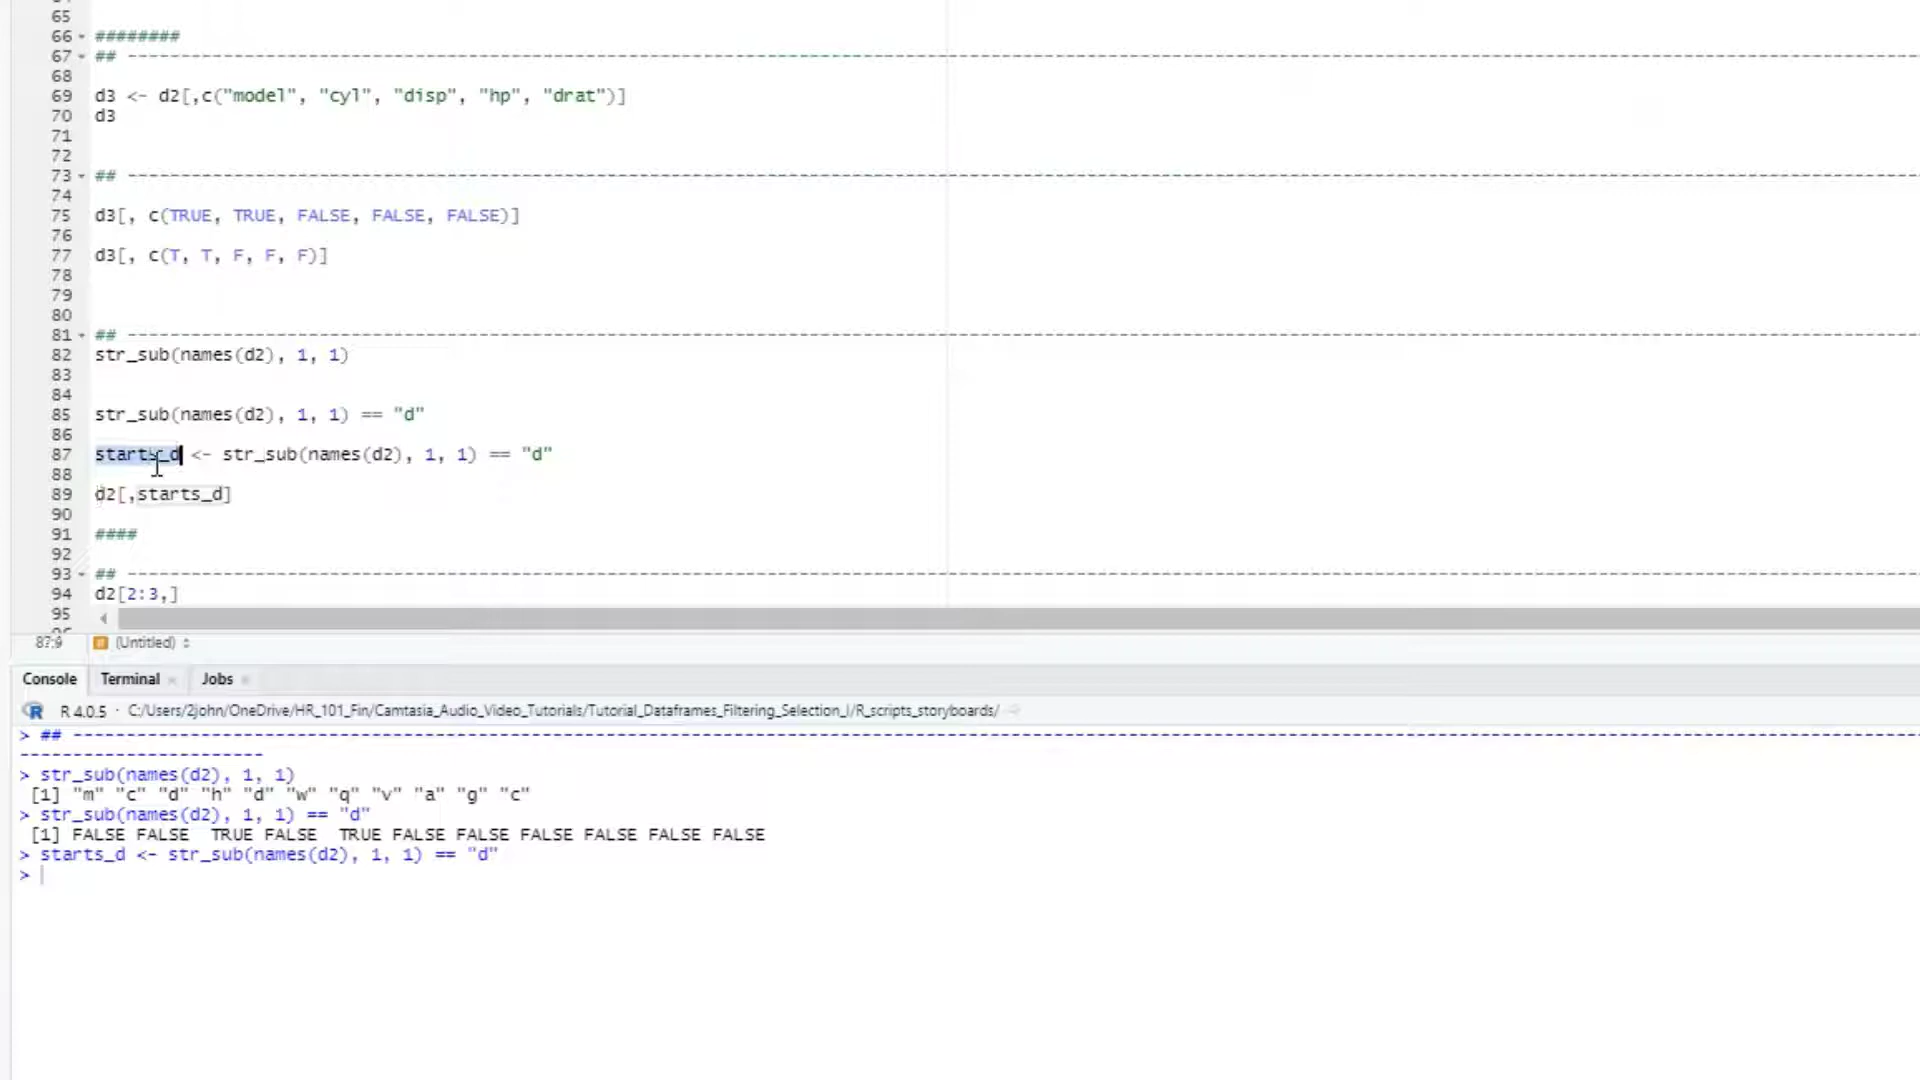 65
66 ########
67 ## ----------------------------------------------------------------
68
69 d3 <- d2[,c("model", "cyl", "disp", "hp", "drat")]
70 d3
71
72
73 ## ----------------------------------------------------------------
74
75 d3[, c(TRUE, TRUE, FALSE, FALSE, FALSE)]
76
77 d3[, c(T, T, F, F, F)]
78
79
80
81 ## ----------------------------------------------------------------
82 str_sub(names(d2), 1, 1)
83
84
85 str_sub(names(d2), 1, 1) == "d"
86
87 starts_d <- str_sub(names(d2), 1, 1) == "d"
88
89 d2[,starts_d]
90
91 ####
92
93 ## ----------------------------------------------------------------
94 d2[2:3,]
95
87:9 (Untitled)
Console Terminal Jobs
R 4.0.5 · C:/Users/2john/OneDrive/HR_101_Fin/Camtasia_Audio_Video_Tutorials/Tutorial_Dataframes_Filtering_Selection_I/R_scripts_storyboards/
> ## ----------------------------------------------------------------
-----------------------
> str_sub(names(d2), 1, 1)
[1] "m" "c" "d" "h" "d" "w" "q" "v" "a" "g" "c"
> str_sub(names(d2), 1, 1) == "d"
[1] FALSE FALSE  TRUE FALSE  TRUE FALSE FALSE FALSE FALSE FALSE FALSE
> starts_d <- str_sub(names(d2), 1, 1) == "d"
>